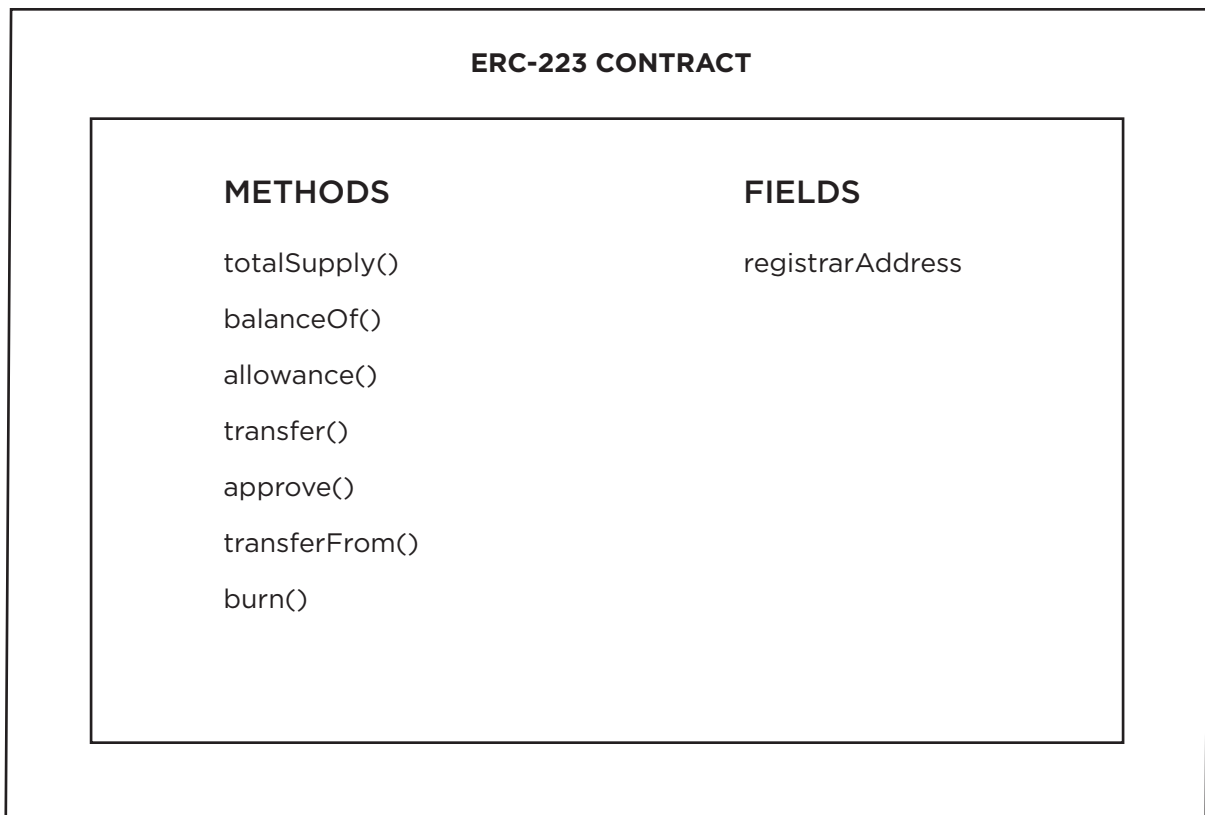 ERC-223 CONTRACT
METHODS
totalSupply()
balanceOf()
allowance()
transfer()
approve()
transferFrom()
burn()
FIELDS
registrarAddress